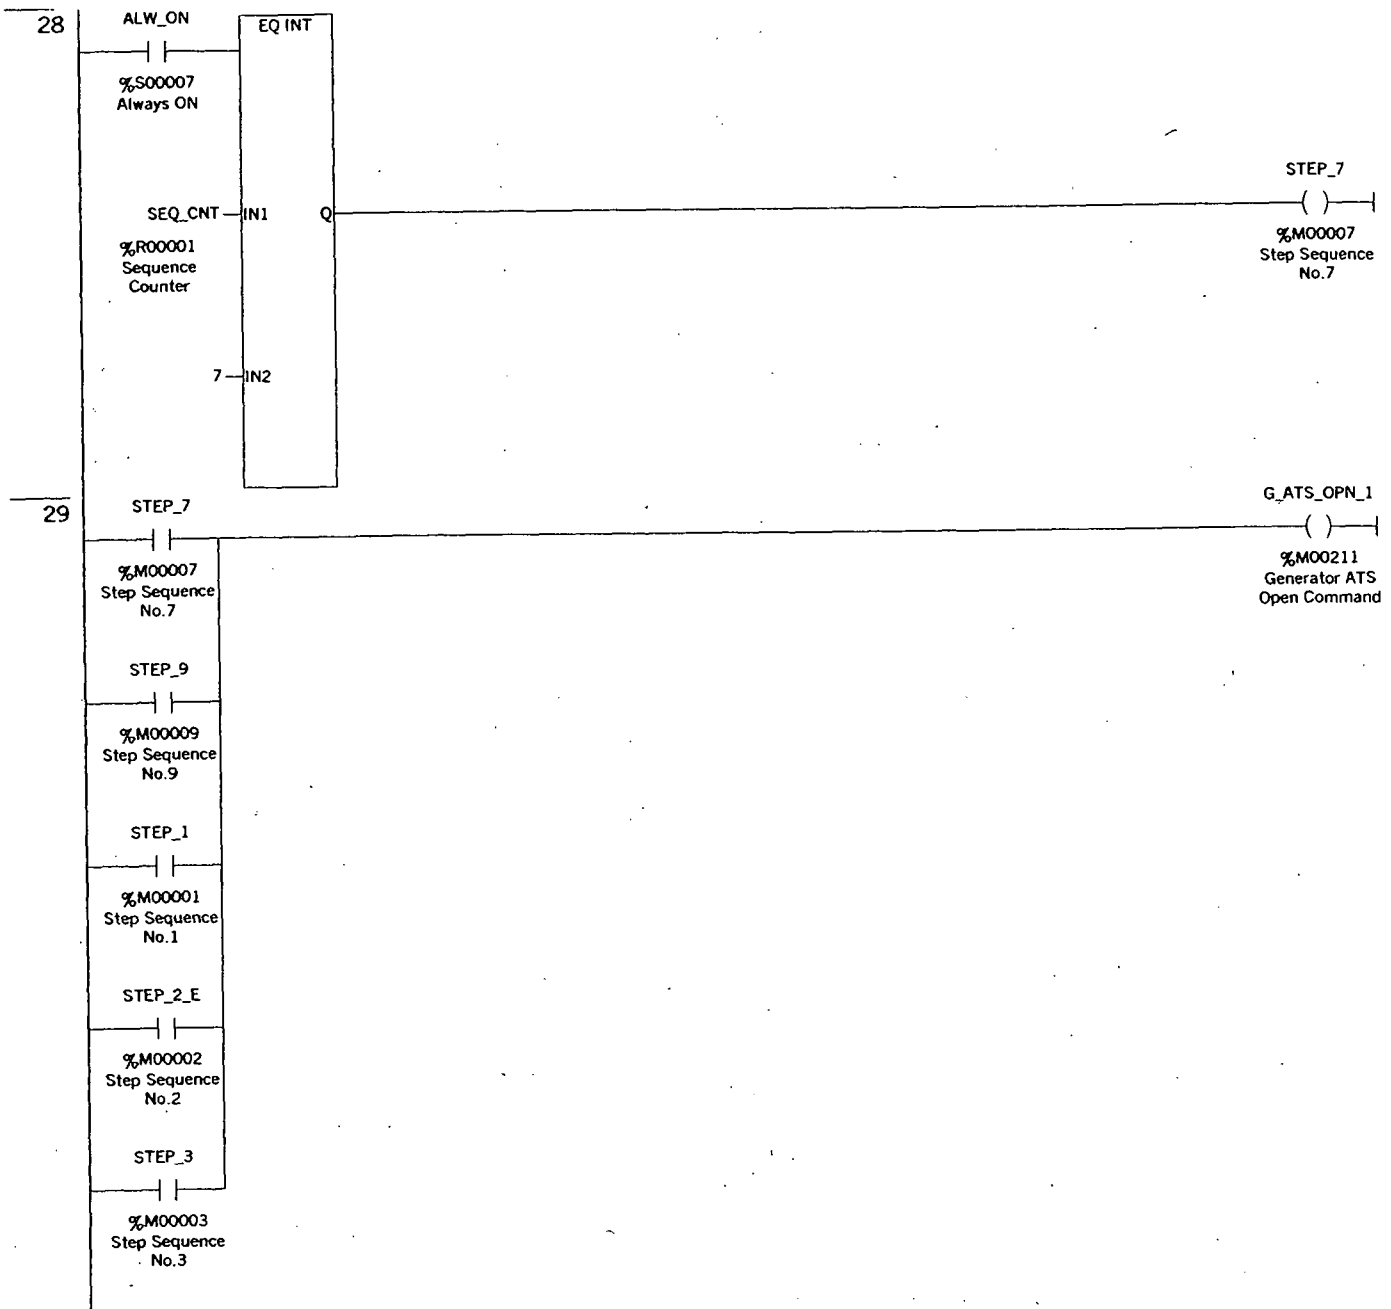 28
ALW_ON
EQ INT
%S00007
Always ON
STEP_7
SEQ_CNT
IN1
Q
%R00001
Sequence
Counter
%M00007
Step Sequence
No.7
7
IN2
29
STEP_7
G_ATS_OPN_1
%M00007
Step Sequence
No.7
%M00211
Generator ATS
Open Command
STEP_9
%M00009
Step Sequence
No.9
STEP_1
%M00001
Step Sequence
No.1
STEP_2_E
%M00002
Step Sequence
No.2
STEP_3
%M00003
Step Sequence
No.3